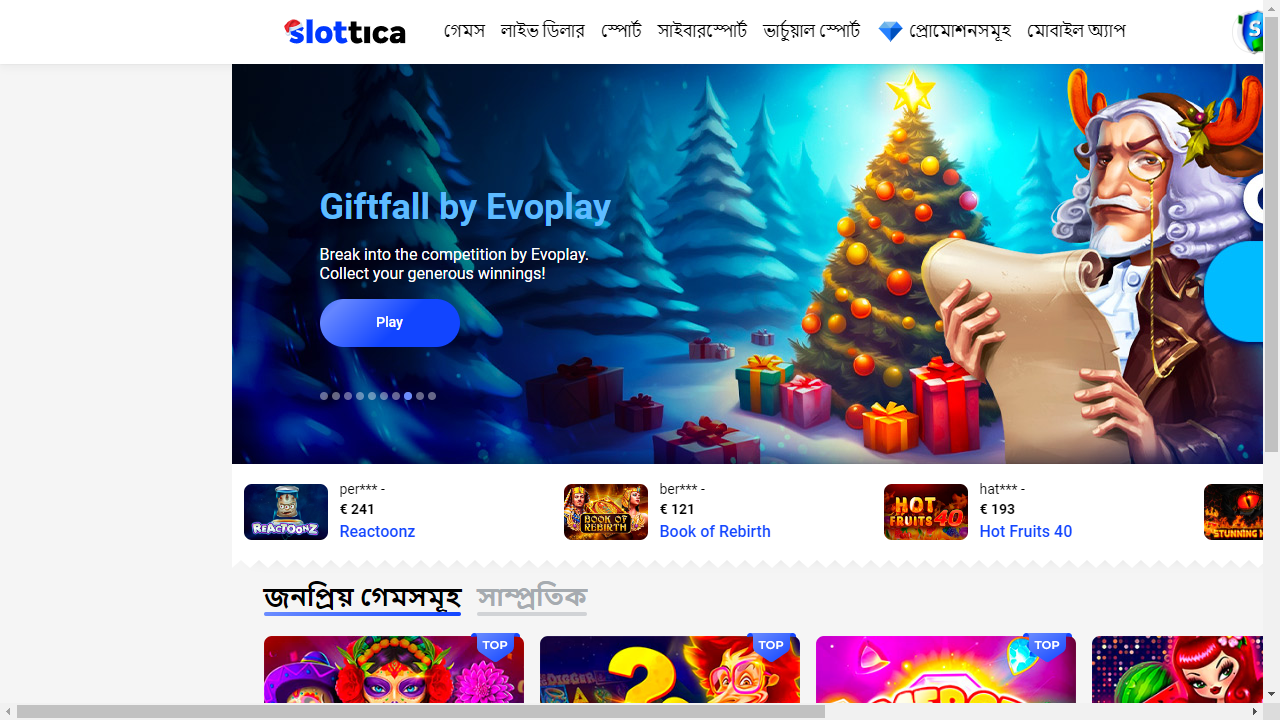 slottica
গেমস লাইভ ডিলার স্পোর্ট সাইবারস্পোর্ট ভার্চুয়াল স্পোর্ট প্রোমোশনসমূহ মোবাইল অ্যাপ
Giftfall by Evoplay
Break into the competition by Evoplay.
Collect your generous winnings!
Play
per*** -
€ 241
Reactoonz
REACTOONZ
ber*** -
€ 121
Book of Rebirth
BOOK OF
REBIRTH
hat*** -
€ 193
Hot Fruits 40
HOT
FRUITS 40
জনপ্রিয় গেমসমূহ সাম্প্রতিক
TOP
TOP
TOP